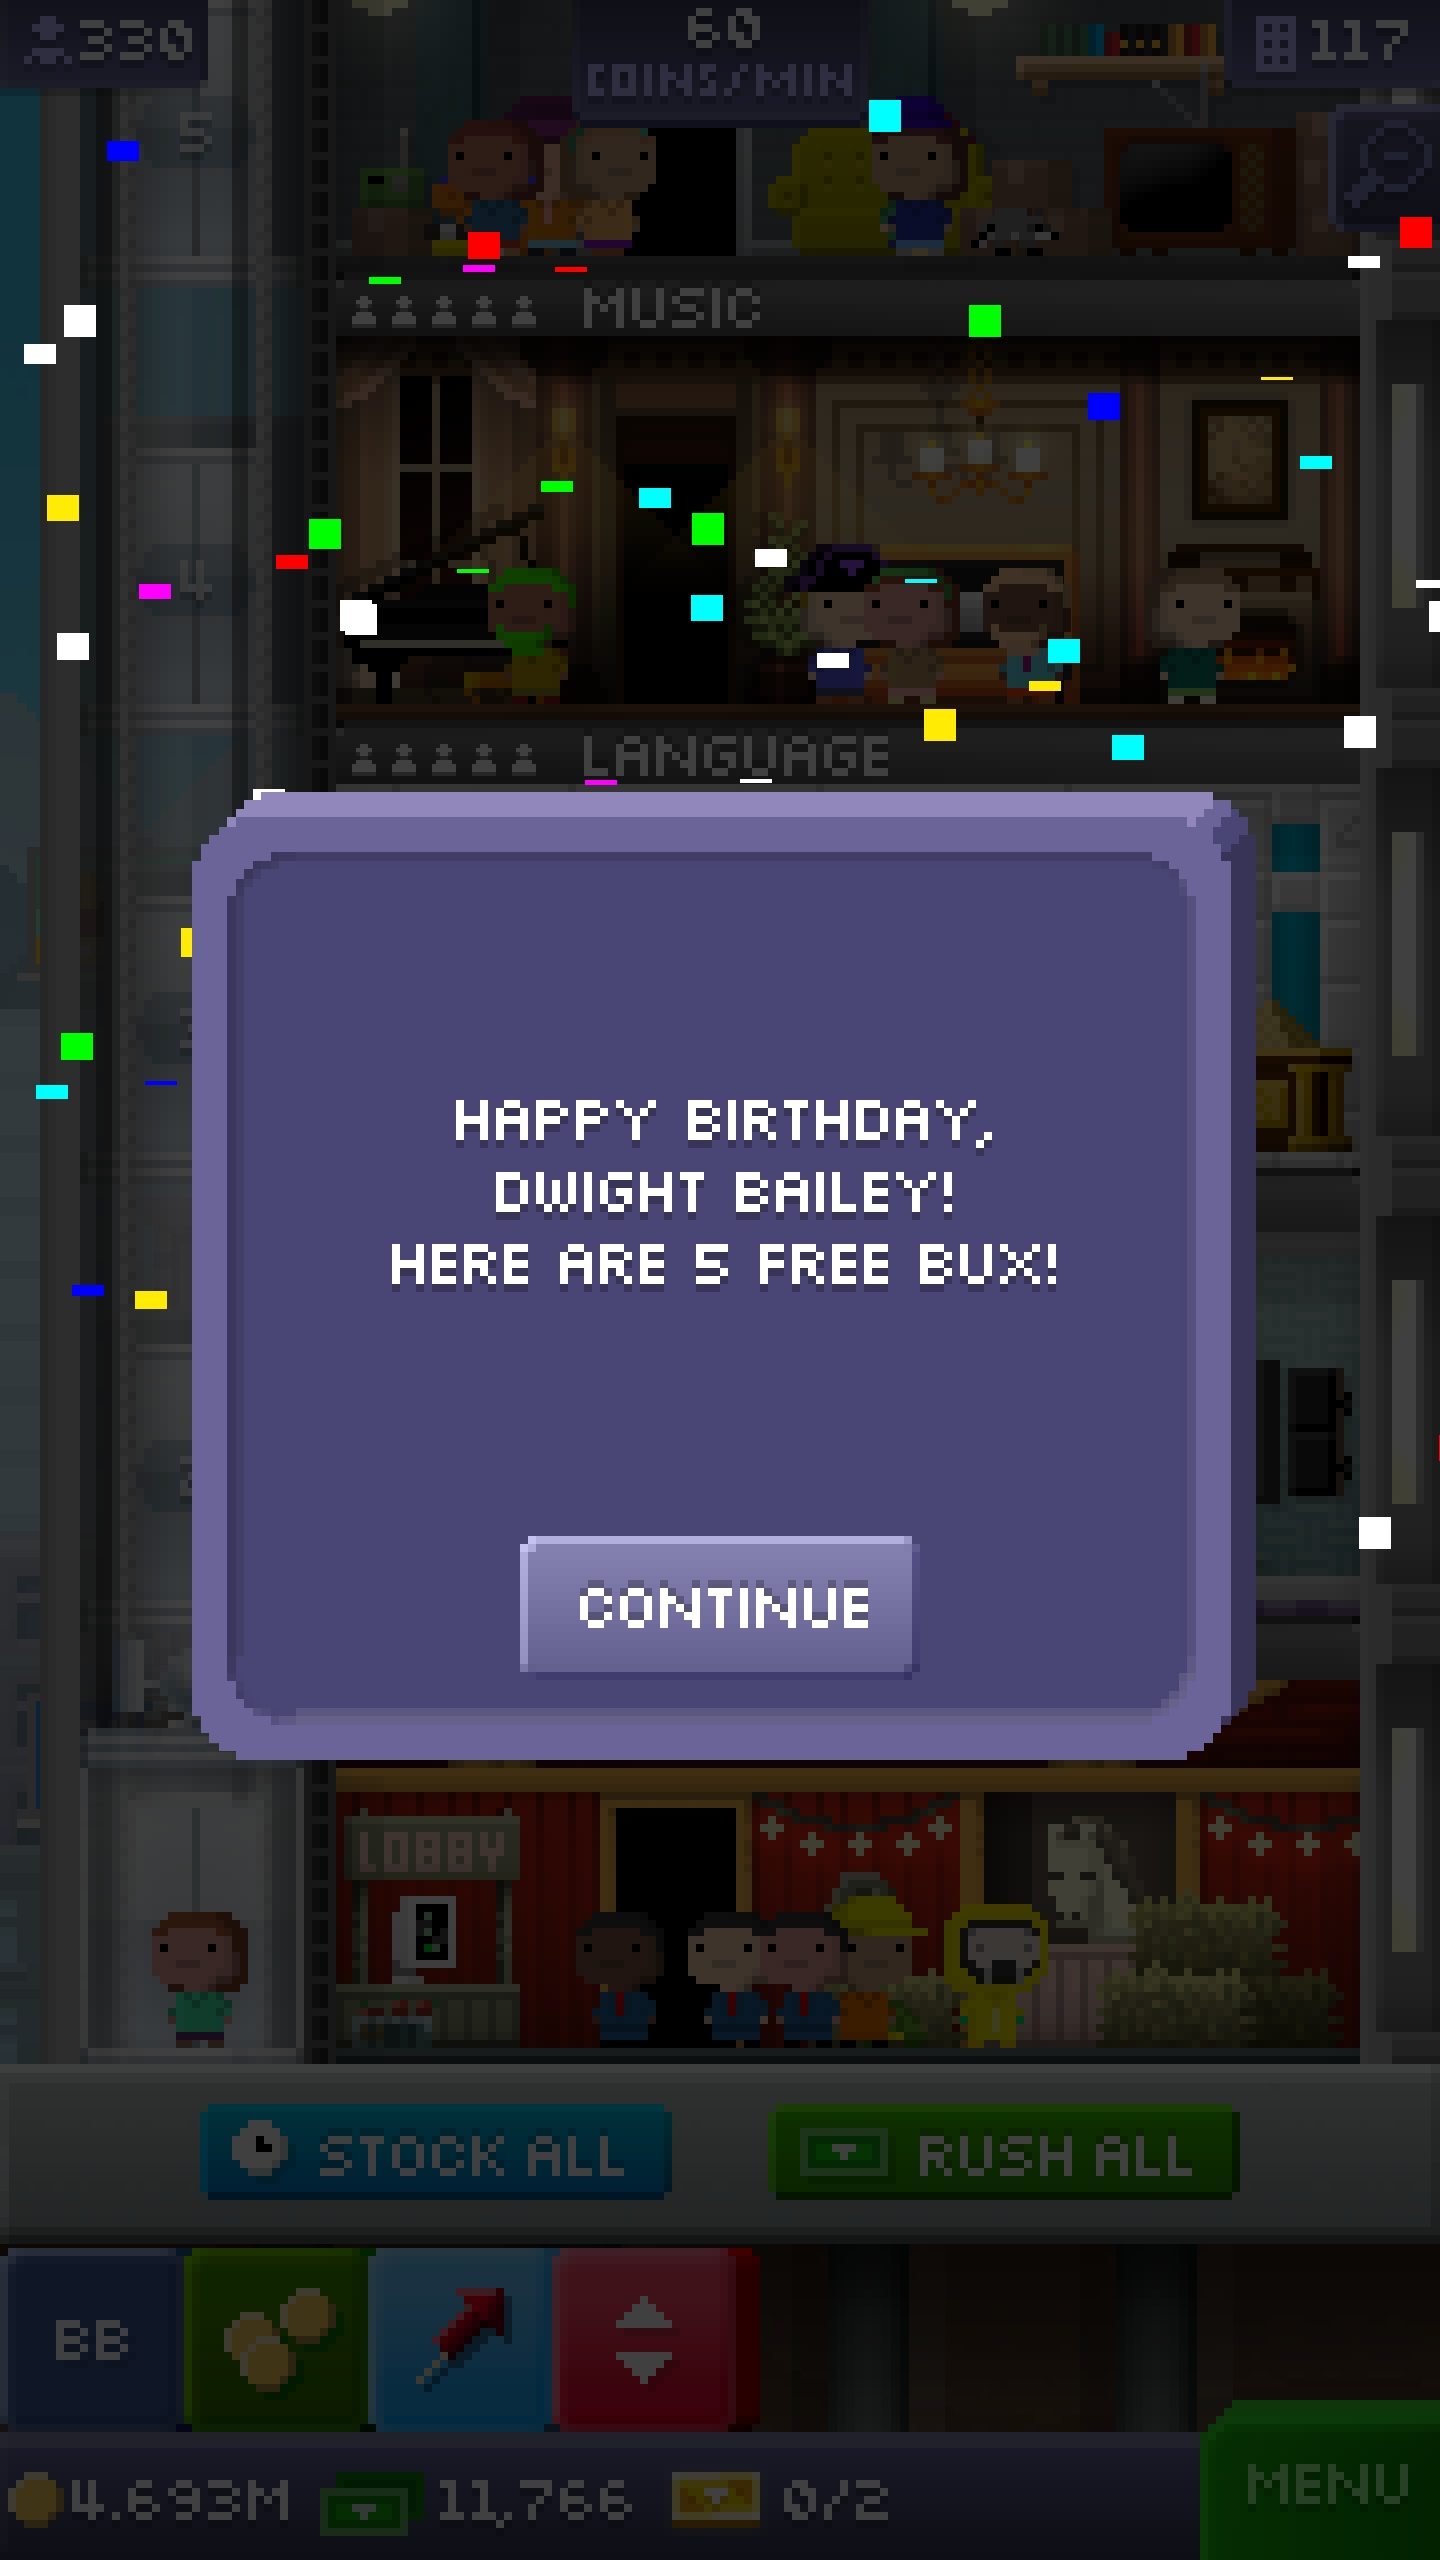 330
60
COINS/MIN
117
5
MUSIC
4
LANGUAGE
HAPPY BIRTHDAY,
DWIGHT BAILEY!
HERE ARE 5 FREE BUX!
CONTINUE
LOBBY
STOCK ALL
RUSH ALL
BB
4.693M
11,766
0/2
MENU